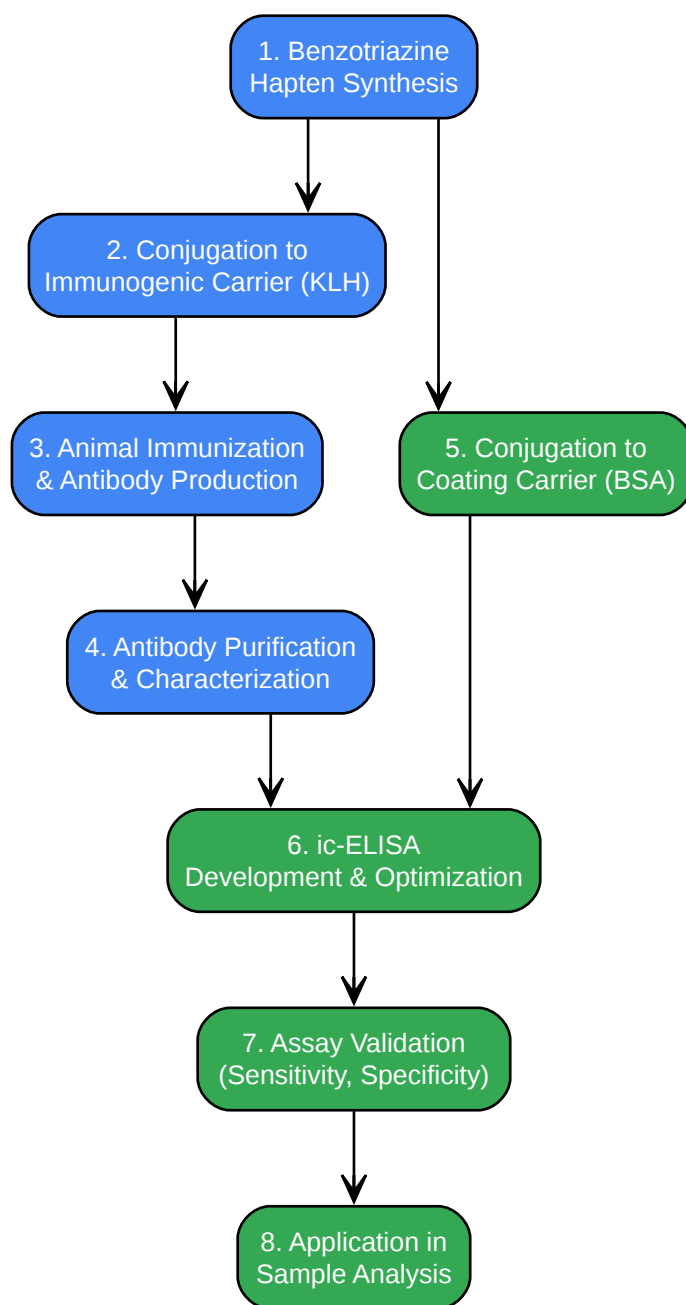 1. Benzotriazine
Hapten Synthesis
2. Conjugation to
Immunogenic Carrier (KLH)
3. Animal Immunization
& Antibody Production
5. Conjugation to
Coating Carrier (BSA)
4. Antibody Purification
& Characterization
6. ic-ELISA
Development & Optimization
7. Assay Validation
(Sensitivity, Specificity)
8. Application in
Sample Analysis